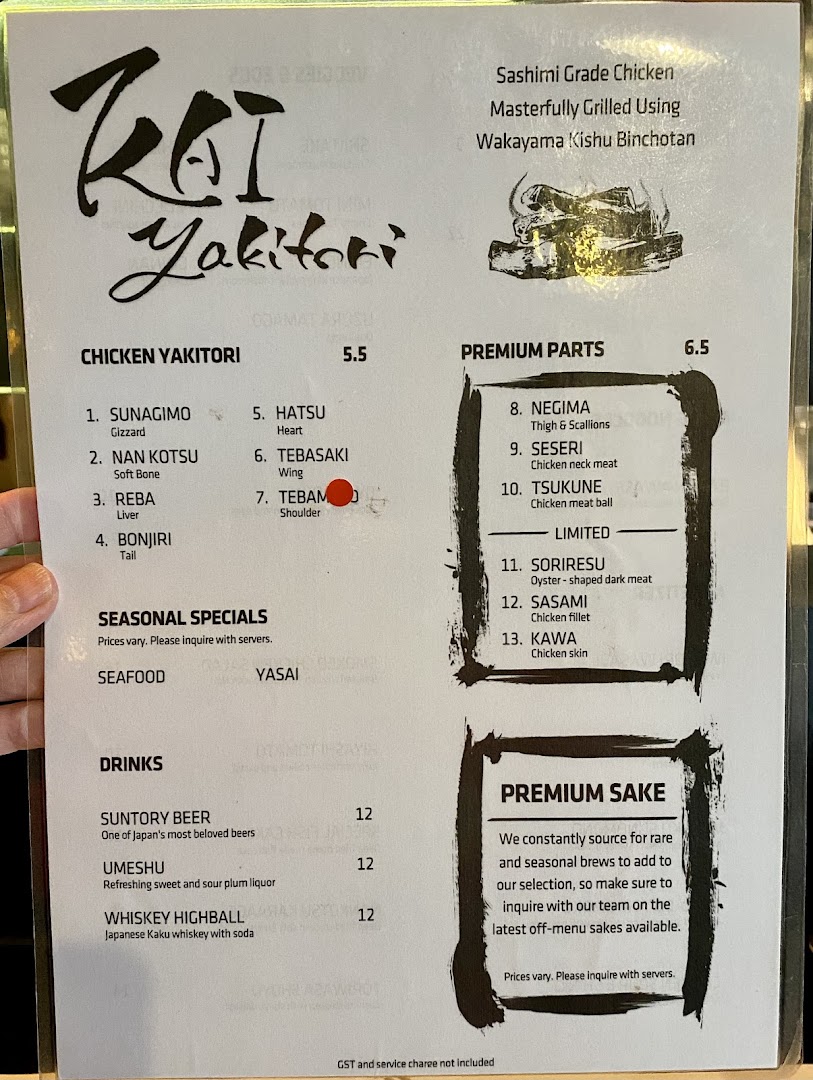 KAI
Yakitori
Sashimi Grade Chicken
Masterfully Grilled Using
Wakayama Kishu Binchotan
CHICKEN YAKITORI 5.5
1. SUNAGIMO
Gizzard
2. NAN KOTSU
Soft Bone
3. REBA
Liver
4. BONJIRI
Tail
5. HATSU
Heart
6. TEBASAKI
Wing
7.
Shoulder
SEASONAL SPECIALS
Prices vary. Please inquire with servers.
SEAFOOD YASAI
DRINKS
SUNTORY BEER 12
One of Japan's most beloved beers
UMESHU 12
Refreshing sweet and sour plum liquor
WHISKEY HIGHBALL 12
Japanese Kaku whiskey with soda
PREMIUM PARTS 6.5
8. NEGIMA
Thigh & Scallions
9. SESERI
Chicken neck meat
10. TSUKUNE
Chicken meat ball
LIMITED
11. SORIRESU
Oyster - shaped dark meat
12. SASAMI
Chicken fillet
13. KAWA
Chicken skin
PREMIUM SAKE
We constantly source for rare
and seasonal brews to add to
our selection, so make sure to
inquire with our team on the
latest off-menu sakes available.
Prices vary. Please inquire with servers.
GST and service charge not included